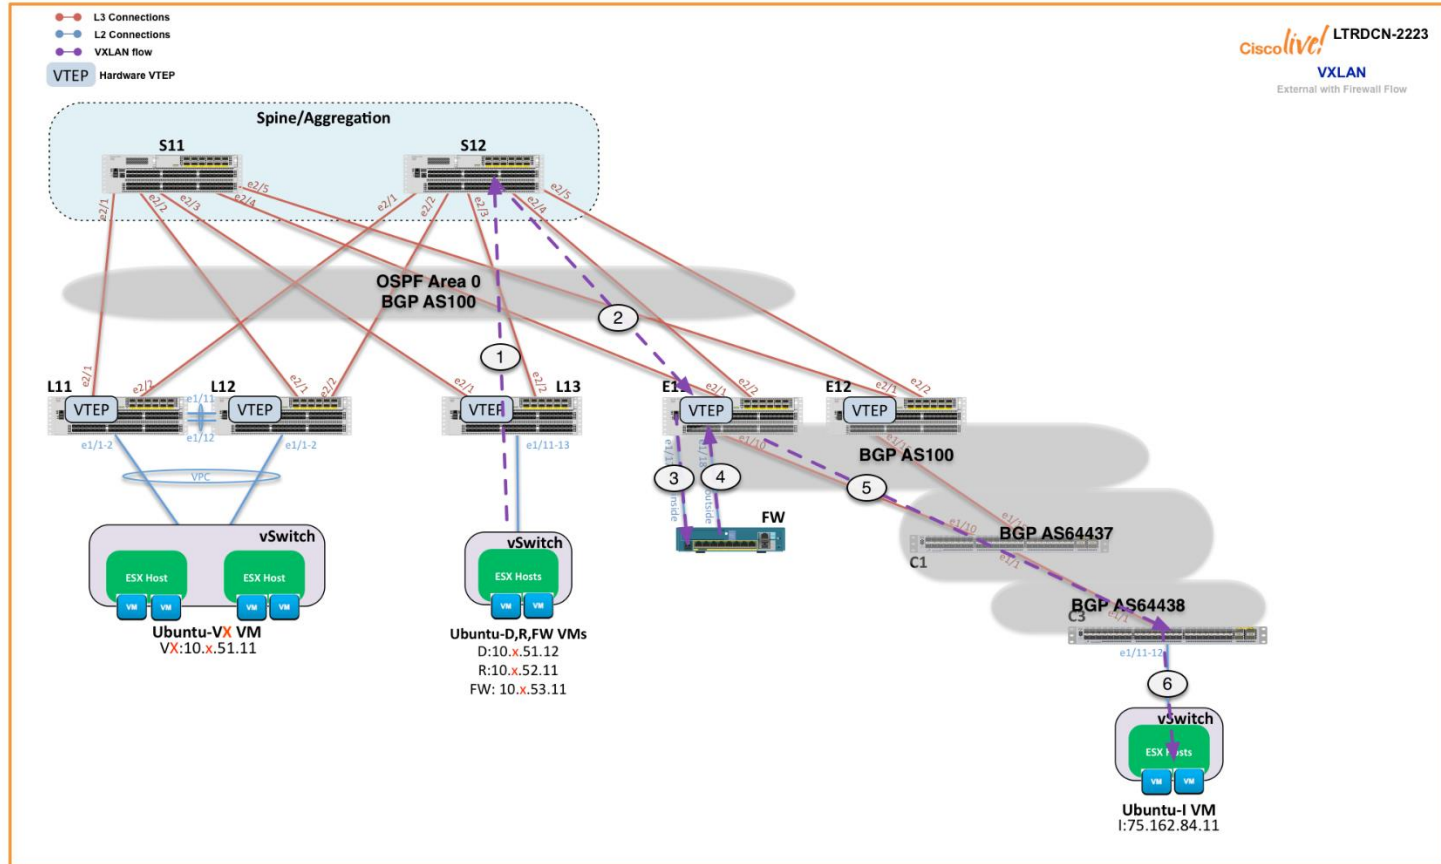 L3 Connections
L2 Connections
VXLAN flow
VTEP Hardware VTEP
Cisco live! LTRDCN-2223
VXLAN
External with Firewall Flow
Spine/Aggregation
S11
S12
e2/1
e2/2
e2/3
e2/4
e2/5
e2/1
e2/2
e2/3
e2/4
e2/5
OSPF Area 0
BGP AS100
1
2
L11
e2/1
e2/2
VTEP
e1/1-2
e1/11
e1/12
L12
e2/1
e2/2
VTEP
e1/1-2
VPC
L13
e2/1
e2/2
VTEP
e1/11-13
e2/1
e2/2
VTEP
e1/10
E12
e2/1
e2/2
VTEP
BGP AS100
3
4
5
inside
e1/18
outside
FW
e1/10
BGP AS64437
C1
e1/1
BGP AS64438
C3
e1/1
e1/11-12
6
vSwitch
ESX Host
ESX Host
VM VM
VM VM
Ubuntu-VX VM
VX:10.x.51.11
vSwitch
ESX Hosts
VM VM
Ubuntu-D,R,FW VMs
D:10.x.51.12
R:10.x.52.11
FW: 10.x.53.11
vSwitch
ESX Hosts
VM VM
Ubuntu-I VM
I:75.162.84.11